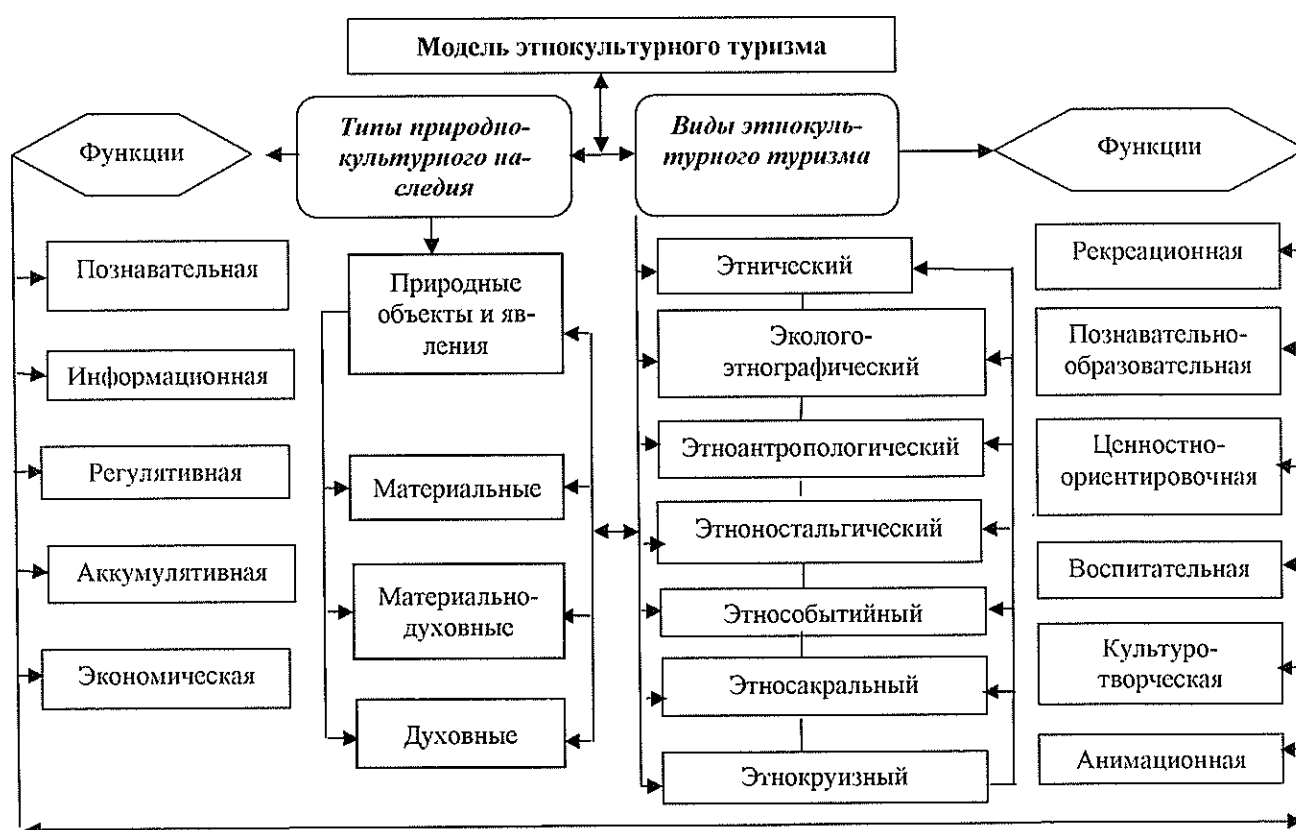 Модель этнокультурного туризма
Функции
Типы природно-
культурного на-
следия
Виды этнокуль-
турного туризма
Функции
Познавательная
Информационная
Регулятивная
Аккумулятивная
Экономическая
Природные
объекты и яв-
ления
Материальные
Материально-
духовные
Духовные
Этнический
Эколого-
этнографический
Этноантропологический
Этноностальгический
Этнособытийный
Этносакральный
Этнокруизный
Рекреационная
Познавательно-
образовательная
Ценностно-
ориентировочная
Воспитательная
Культуро-
творческая
Анимационная